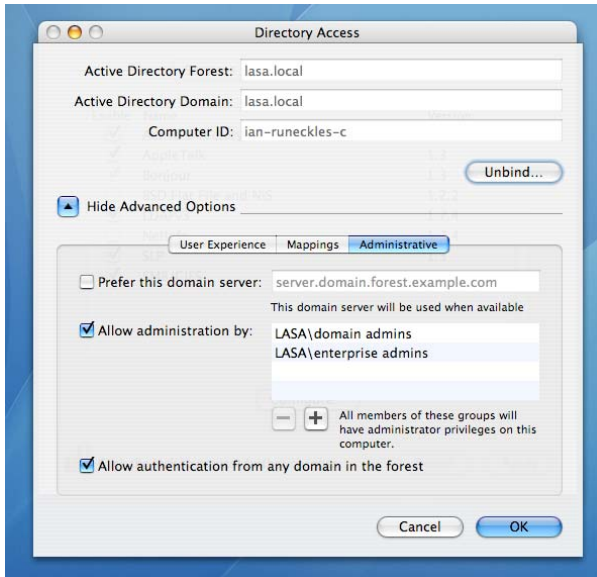 Directory Access
Active Directory Forest: lasa.local
Active Directory Domain: lasa.local
Computer ID: ian-runeckles-c
Unbind...
Hide Advanced Options
User Experience Mappings Administrative
Prefer this domain server: server.domain.forest.example.com
This domain server will be used when available
Allow administration by: LASA\domain admins
LASA\enterprise admins
All members of these groups will
have administrator privileges on this
computer.
Allow authentication from any domain in the forest
Cancel OK